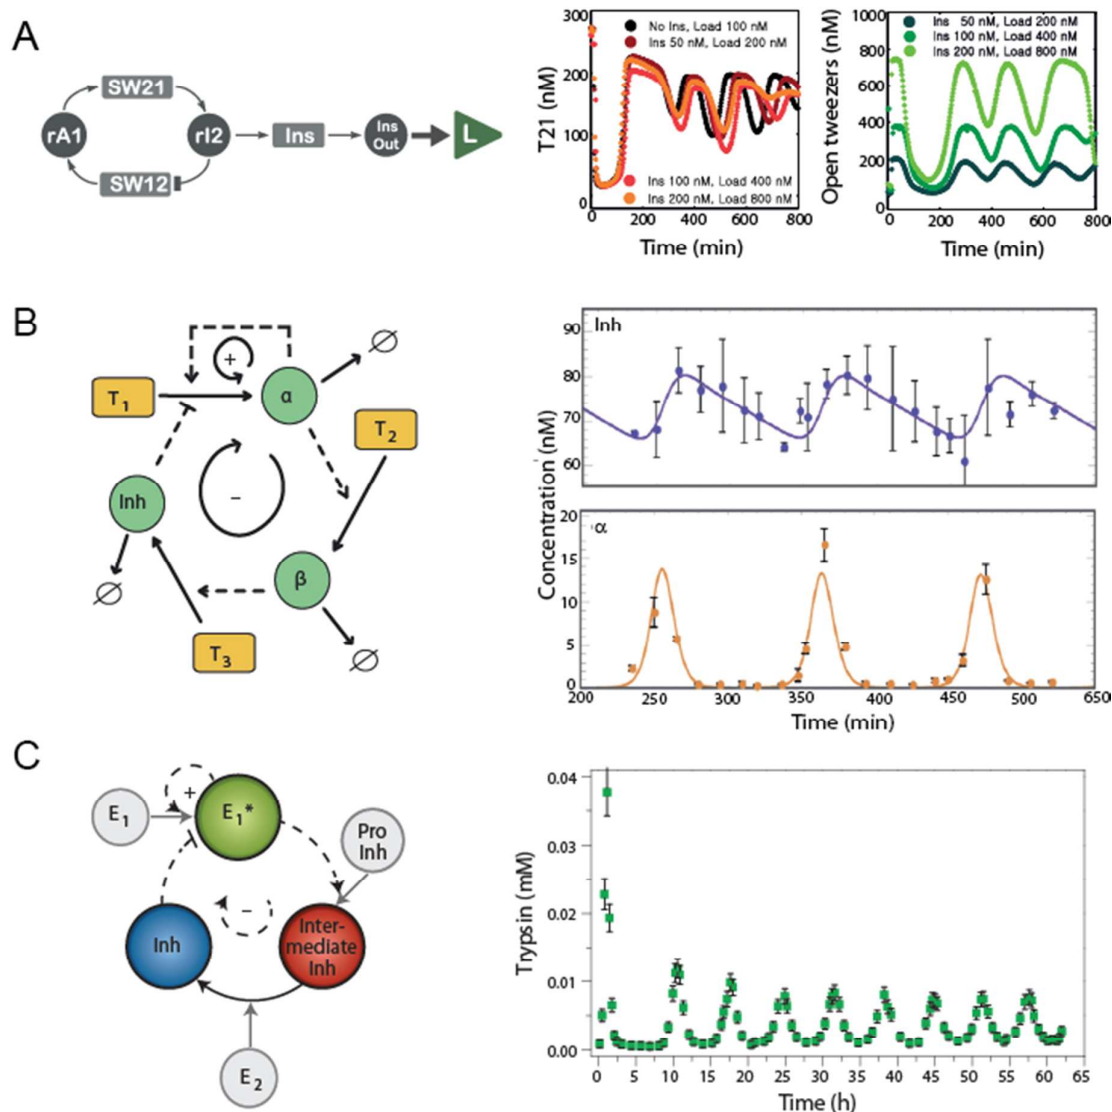 A
SW21
rA1
rI2
Ins
Ins
Out
L
SW12
300
200
100
0
T21 (nM)
No Ins, Load 100 nM
Ins 50 nM, Load 200 nM
Ins 100 nM, Load 400 nM
Ins 200 nM, Load 800 nM
0 200 400 600 800
Time (min)
1000
800
600
400
200
0
Open tweezers (nM)
Ins 50 nM, Load 200 nM
Ins 100 nM, Load 400 nM
Ins 200 nM, Load 800 nM
0 200 400 600 800
Time (min)
B
+
α
∅
T1
T2
Inh
−
∅
β
T3
∅
Inh
90
80
70
60
Concentration (nM)
α
20
15
10
5
0
200 250 300 350 400 450 500 650
Time (min)
C
+
E1
E1*
Pro
Inh
−
Inh
Inter-
mediate
Inh
E2
0.04
0.03
0.02
0.01
0.00
Trypsin (mM)
0 5 10 15 20 25 30 35 40 45 50 55 60 65
Time (h)